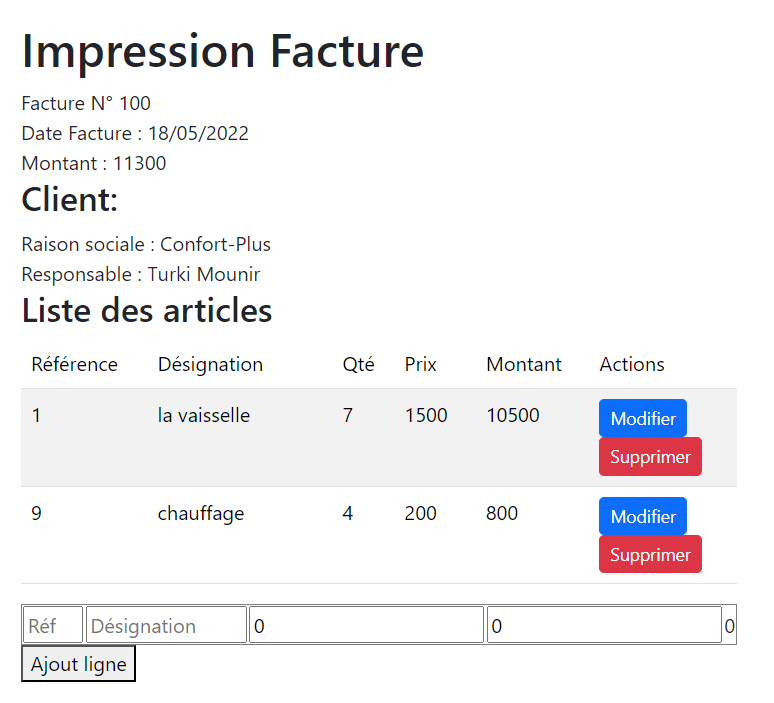 Impression Facture
Facture N° 100
Date Facture : 18/05/2022
Montant : 11300
Client:
Raison sociale : Confort-Plus
Responsable : Turki Mounir
Liste des articles
Référence Désignation Qté Prix Montant Actions
1 la vaisselle 7 1500 10500 Modifier
Supprimer
9 chauffage 4 200 800 Modifier
Supprimer
Réf Désignation 0 0 0
Ajout ligne